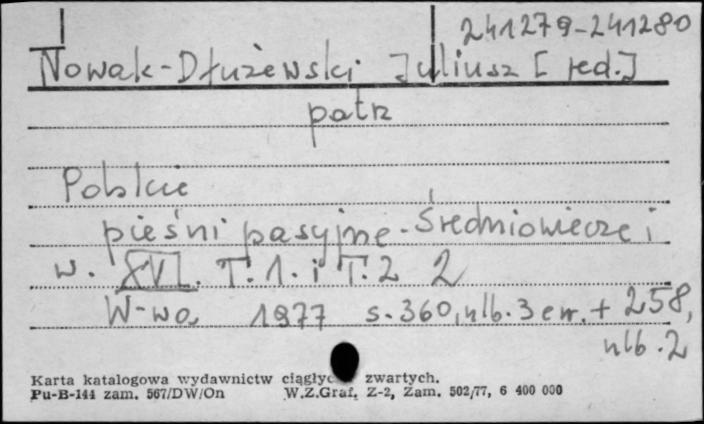 241279-241280
Nowak-Dłużewski Juliusz [red.]
patrz
Polskie
pieśni pasyjne. Średniowiecze i
w. XVI. T. 1. i T. 2 2
W-wa 1977 s. 360, nlb. 3 err. + 258,
nlb. 2
Karta katalogowa wydawnictw zwartych.
Pu-B-144 zam. 567/DW/On W.Z.Graf. Z-2, Zam. 502/77, 6 400 000